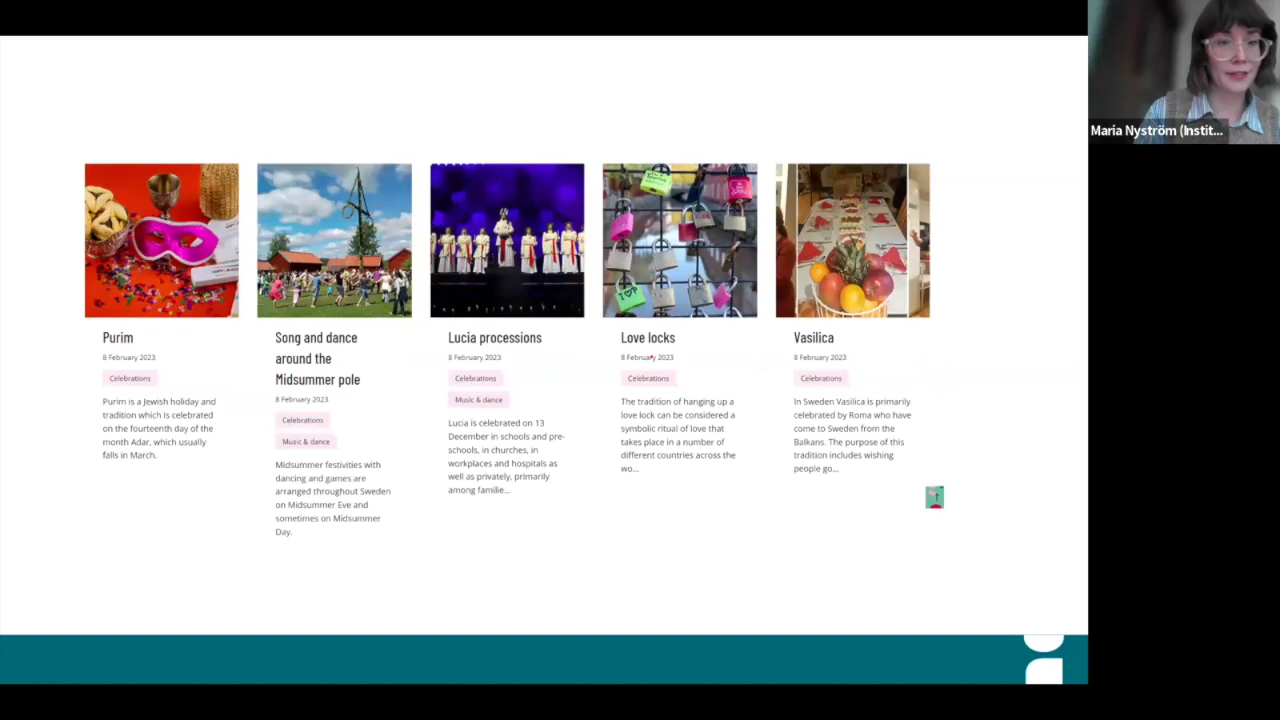 Maria Nyström (Instit...
Purim
8 February 2023
Celebrations
Purim is a Jewish holiday and
tradition which is celebrated
on the fourteenth day of the
month Adar, which usually
falls in March.
Song and dance
around the
Midsummer pole
8 February 2023
Celebrations
Music & dance
Midsummer festivities with
dancing and games are
arranged throughout Sweden
on Midsummer Eve and
sometimes on Midsummer
Day.
Lucia processions
8 February 2023
Celebrations
Music & dance
Lucia is celebrated on 13
December in schools and pre-
schools, in churches, in
workplaces and hospitals as
well as privately, primarily
among familie...
Love locks
8 February 2023
Celebrations
The tradition of hanging up a
love lock can be considered a
symbolic ritual of love that
takes place in a number of
different countries across the
wo...
Vasilica
8 February 2023
Celebrations
In Sweden Vasilica is primarily
celebrated by Roma who have
come to Sweden from the
Balkans. The purpose of this
tradition includes wishing
people go...